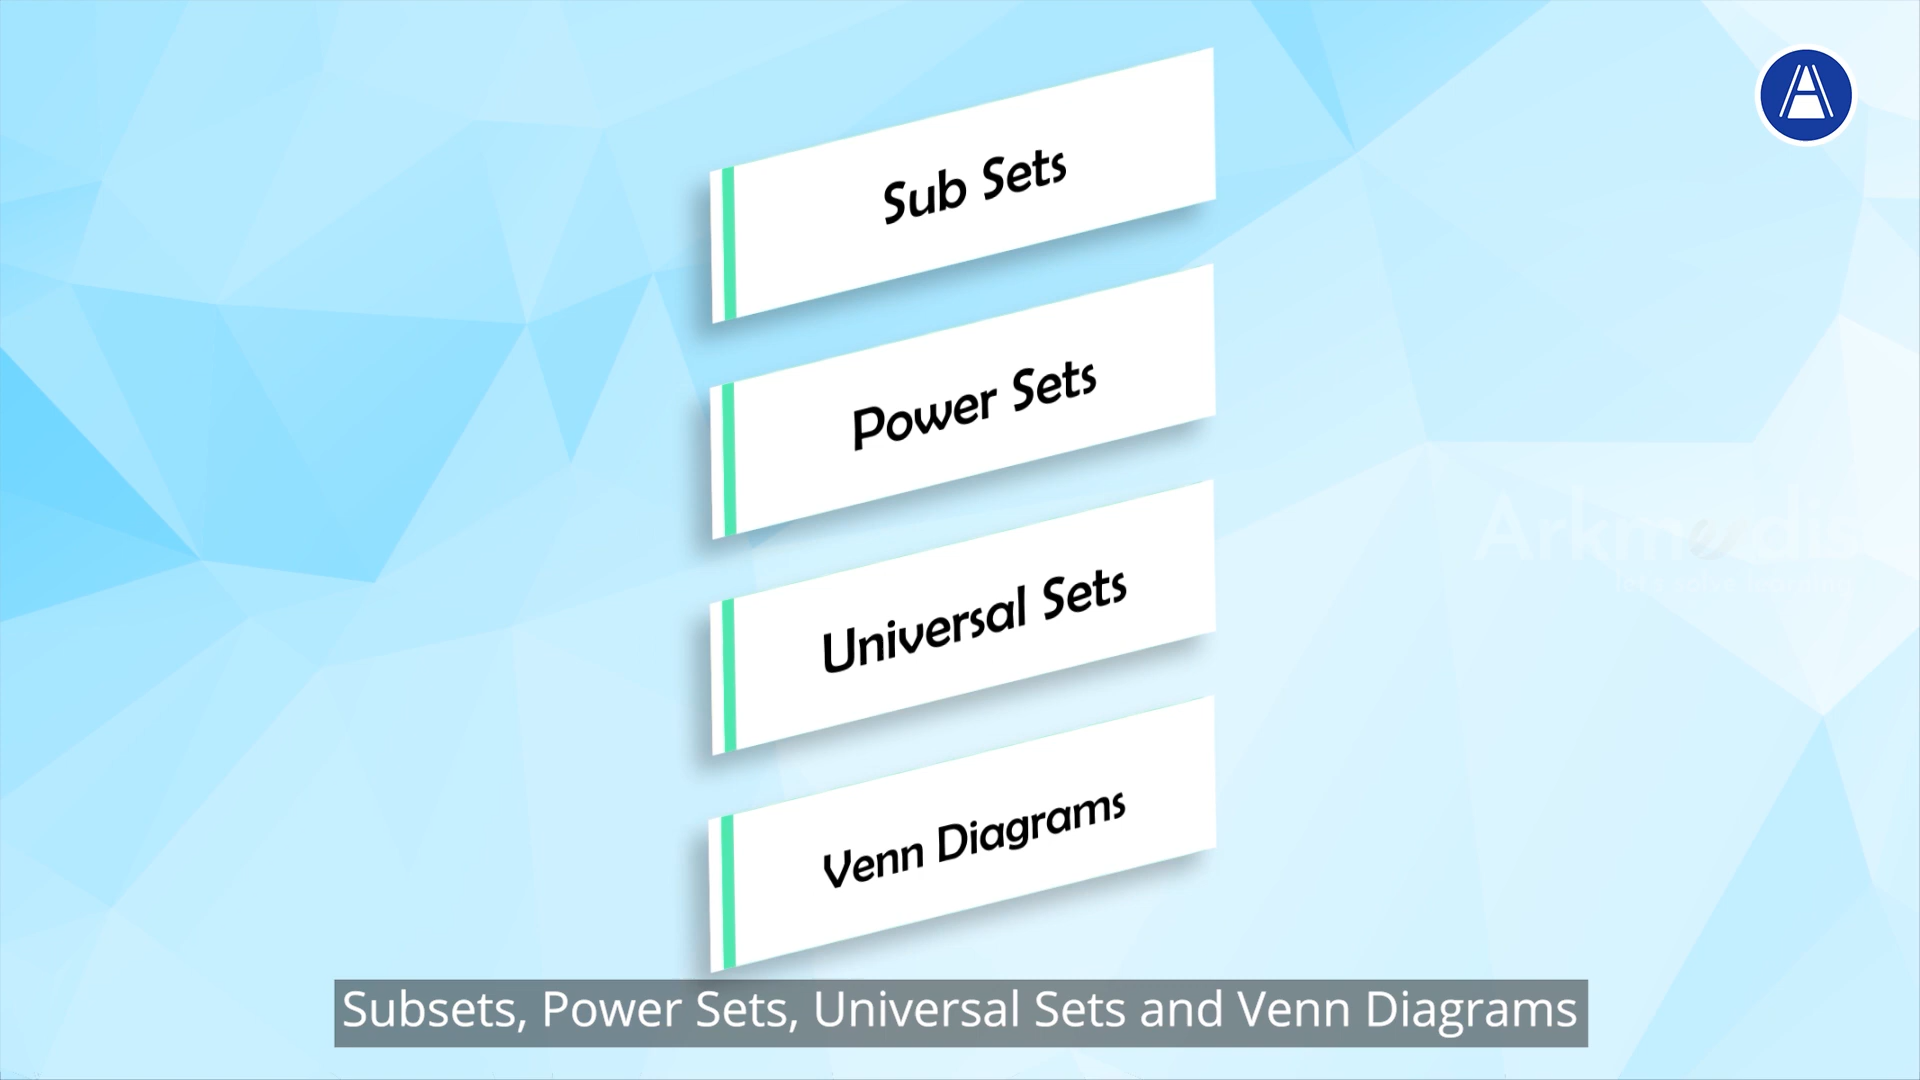 Sub Sets
Power Sets
Universal Sets
Venn Diagrams
Subsets, Power Sets, Universal Sets and Venn Diagrams